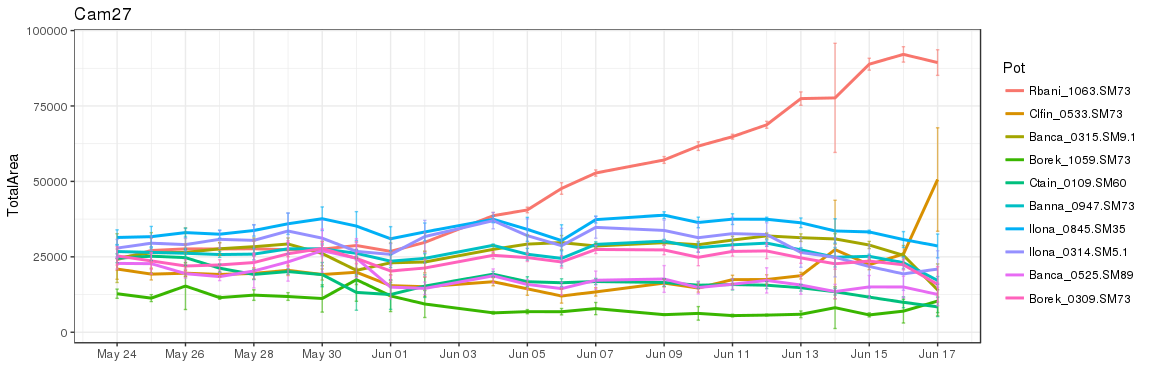 Cam27
TotalArea
100000
75000
50000
25000
0
May 24 May 26 May 28 May 30 Jun 01 Jun 03 Jun 05 Jun 07 Jun 09 Jun 11 Jun 13 Jun 15 Jun 17
Pot
Rbani_1063.SM73
Clfin_0533.SM73
Banca_0315.SM9.1
Borek_1059.SM73
Ctain_0109.SM60
Banna_0947.SM73
Ilona_0845.SM35
Ilona_0314.SM5.1
Banca_0525.SM89
Borek_0309.SM73